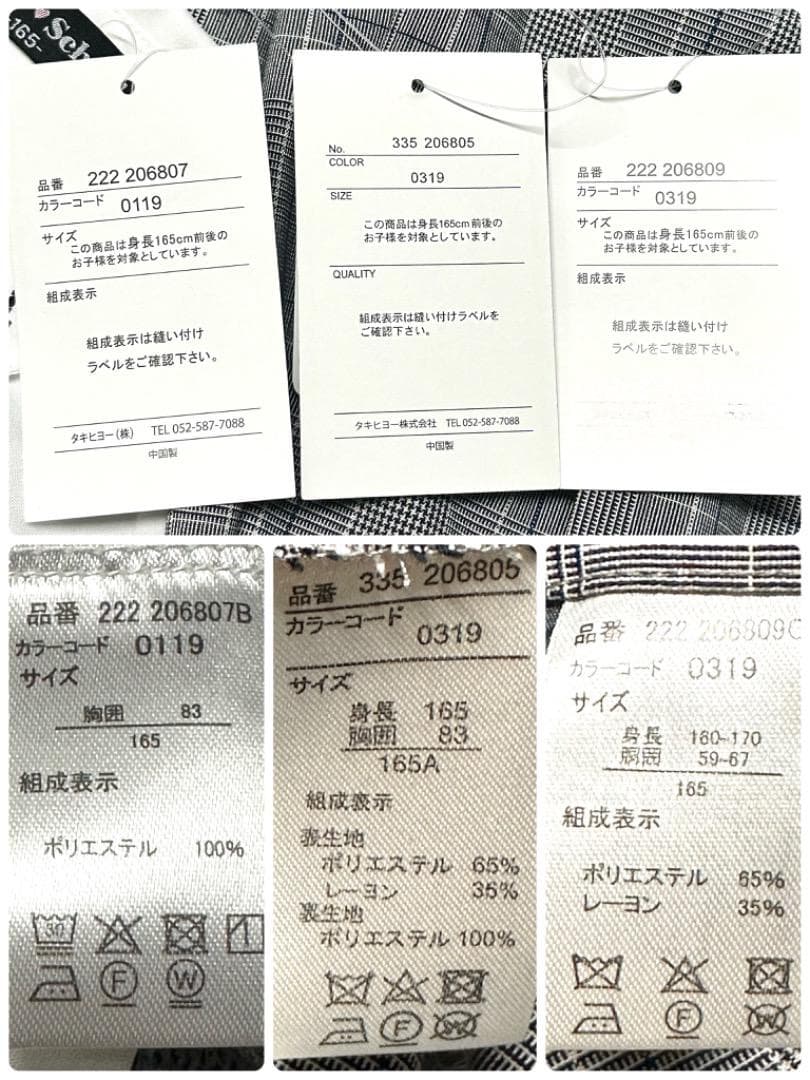 Sch
165-
品番 222 206807
カラーコード 0119
サイズ
この商品は身長165cm前後の
お子様を対象としています。
組成表示
組成表示は縫い付け
ラベルをご確認下さい。
タキヒヨー(株) TEL 052-587-7088
中国製
No. 335 206805
COLOR
0319
SIZE
この商品は身長165cm前後の
お子様を対象としています。
QUALITY
組成表示は縫い付けラベルを
ご確認下さい。
タキヒヨー株式会社 TEL 052-587-7088
中国製
品番 222 206809
カラーコード 0319
サイズ
この商品は身長165cm前後の
お子様を対象としています。
組成表示
組成表示は縫い付け
ラベルをご確認下さい。
品番 222 206807B
カラーコード 0119
サイズ
胸囲 83
165
組成表示
ポリエステル 100%
30
F W
品番 335 206805
カラーコード 0319
サイズ
身長 165
胸囲 83
165A
組成表示
表生地
ポリエステル 65%
レーヨン 35%
裏生地
ポリエステル 100%
F W
品番 222 206809C
カラーコード 0319
サイズ
身長 160~170
胴囲 59~67
165
組成表示
ポリエステル 65%
レーヨン 35%
F W